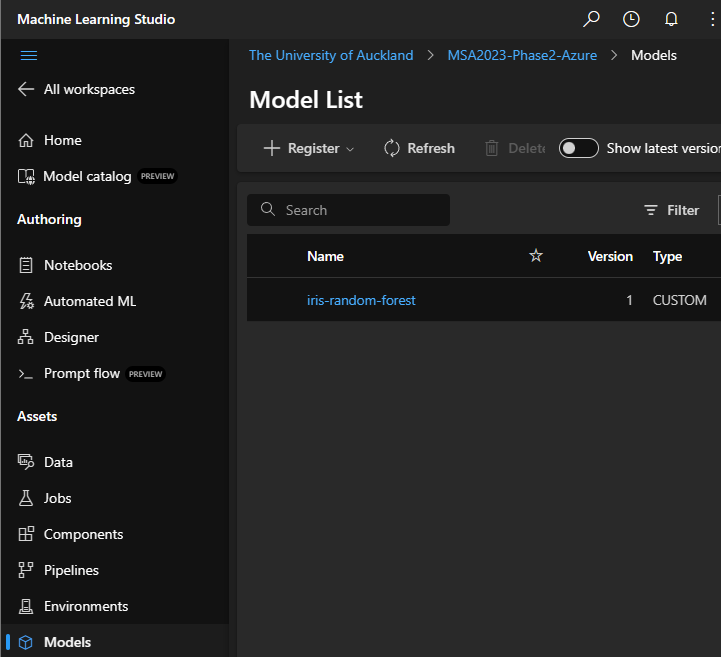 Machine Learning Studio
The University of Auckland > MSA2023-Phase2-Azure > Models
All workspaces
Model List
Home
Register
Refresh
Delete
Show latest version
Model catalog PREVIEW
Authoring
Search
Filter
Notebooks
Automated ML
Designer
Prompt flow PREVIEW
Name
Version
Type
iris-random-forest
1
CUSTOM
Assets
Data
Jobs
Components
Pipelines
Environments
Models